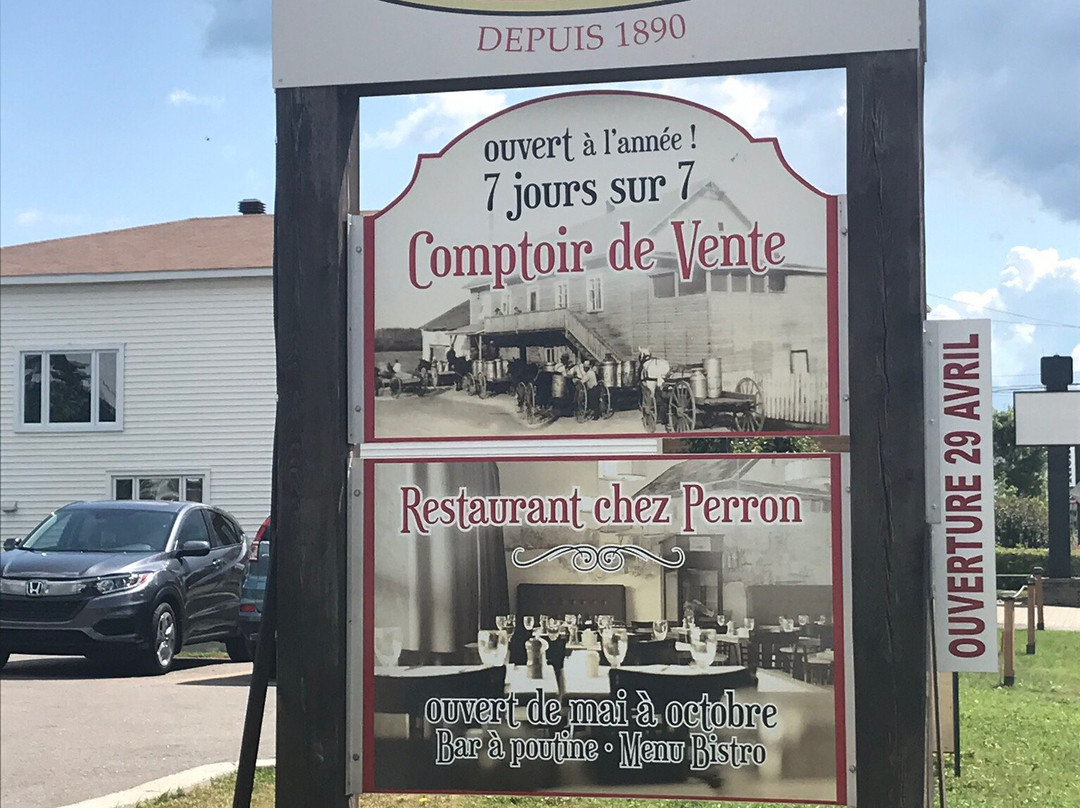 DEPUIS 1890
ouvert à l'année !
7 jours sur 7
Comptoir de Vente
Restaurant chez Perron
ouvert de mai à octobre
Bar à poutine • Menu Bistro
OUVERTURE 29 AVRIL